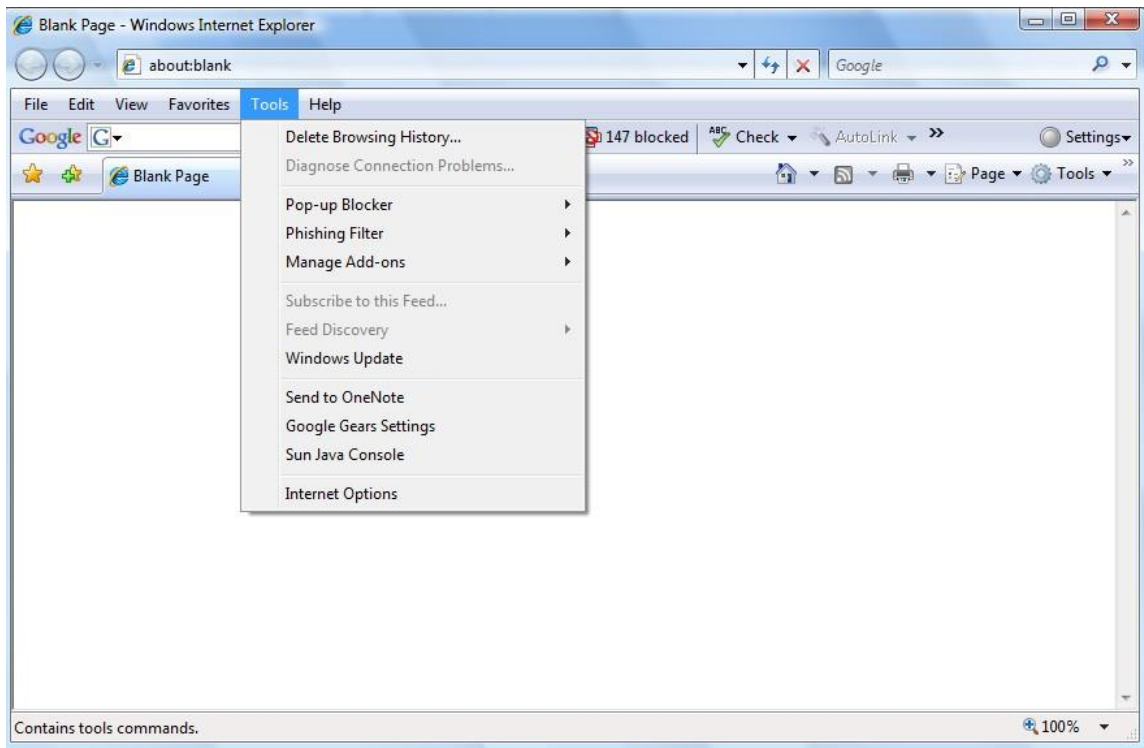 Blank Page - Windows Internet Explorer
about:blank Google
File Edit View Favorites Tools Help
Google G 147 blocked ABC Check AutoLink » Settings
Blank Page Page Tools »
Delete Browsing History...
Diagnose Connection Problems...
Pop-up Blocker
Phishing Filter
Manage Add-ons
Subscribe to this Feed...
Feed Discovery
Windows Update
Send to OneNote
Google Gears Settings
Sun Java Console
Internet Options
Contains tools commands. 100%